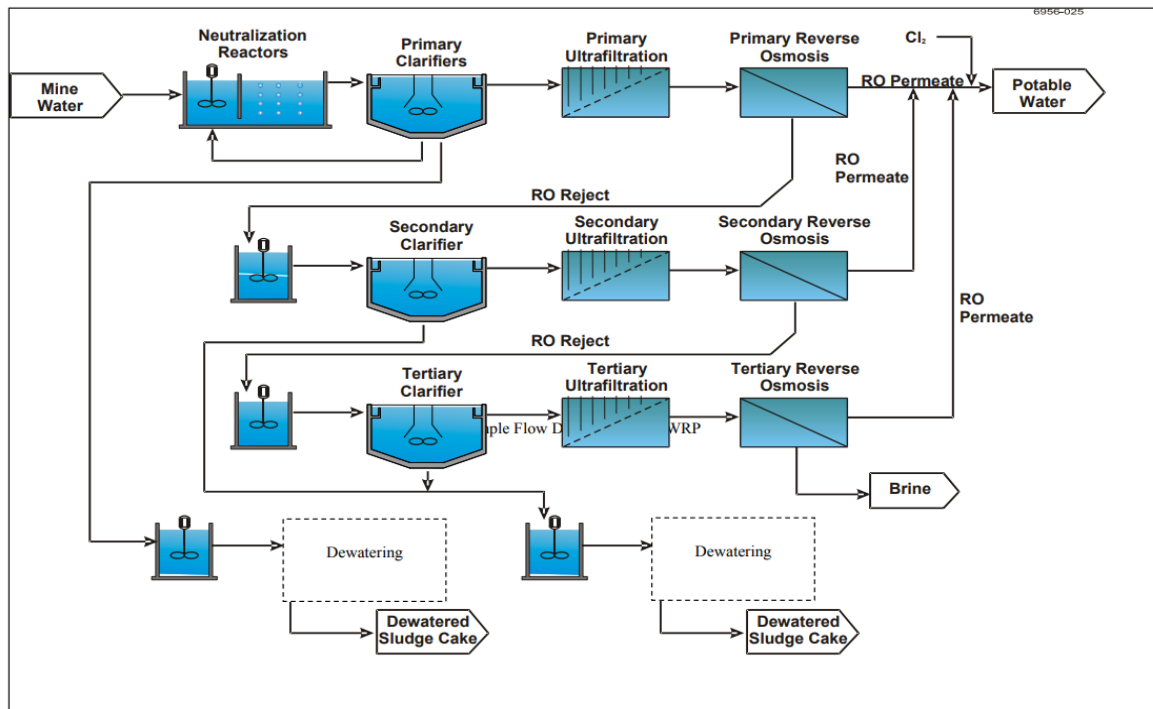 6956-025
Neutralization
Reactors
Primary
Clarifiers
Primary
Ultrafiltration
Primary Reverse
Osmosis
Cl₂
Mine
Water
RO Permeate
Potable
Water
RO
Permeate
RO Reject
Secondary
Clarifier
Secondary
Ultrafiltration
Secondary Reverse
Osmosis
RO
Permeate
RO Reject
Tertiary
Clarifier
Tertiary
Ultrafiltration
Tertiary Reverse
Osmosis
Flow WRP
Brine
Dewatering
Dewatering
Dewatered
Sludge Cake
Dewatered
Sludge Cake